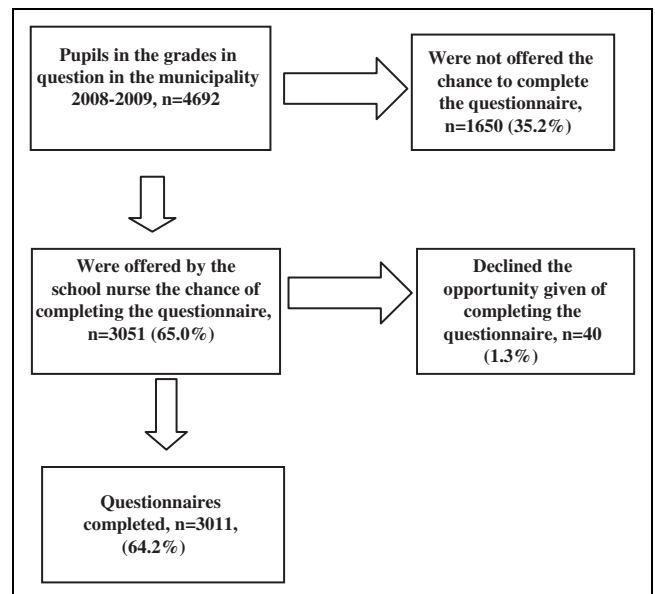 Pupils in the grades in
question in the municipality
2008-2009, n=4692
Were not offered the
chance to complete
the questionnaire,
n=1650 (35.2%)
Were offered by the
school nurse the chance of
completing the questionnaire,
n=3051 (65.0%)
Declined the
opportunity given of
completing the
questionnaire, n=40
(1.3%)
Questionnaires
completed, n=3011,
(64.2%)